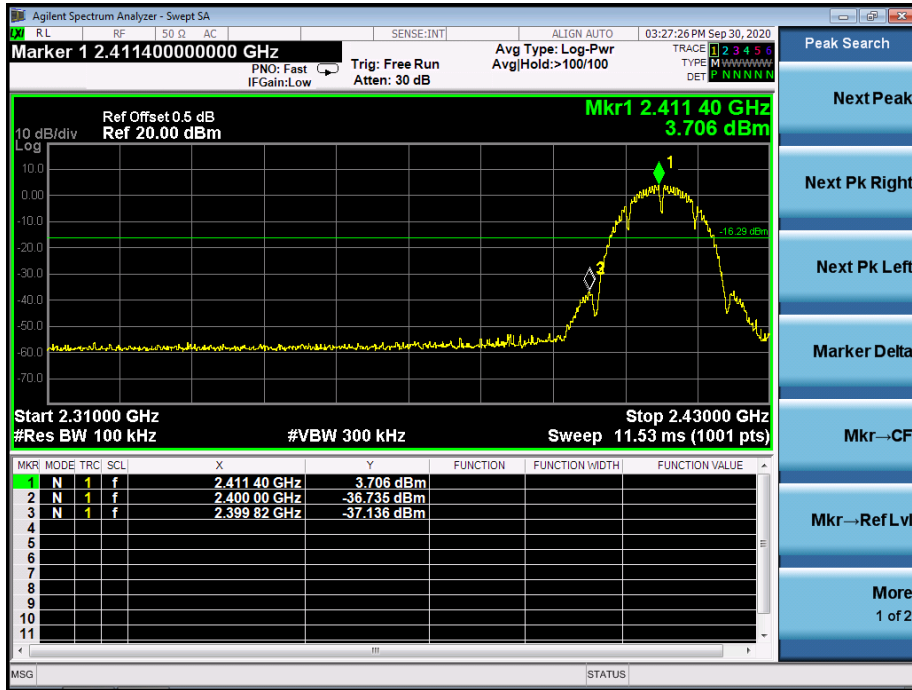 Agilent Spectrum Analyzer - Swept SA
LXI RL RF 50 Ω AC SENSE:INT ALIGN AUTO 03:27:26 PM Sep 30, 2020
Marker 1 2.411400000000 GHz
PNO: Fast
IFGain:Low
Trig: Free Run
Atten: 30 dB
Avg Type: Log-Pwr
Avg|Hold:>100/100
TRACE 1 2 3 4 5 6
TYPE M WWWWW
DET P N N N N N
Peak Search
Next Peak
Next Pk Right
Next Pk Left
Marker Delta
Mkr→CF
Mkr→Ref Lvl
More
1 of 2
Mkr1 2.411 40 GHz
3.706 dBm
Ref Offset 0.5 dB
10 dB/div Ref 20.00 dBm
Log
10.0
0.00
-10.0
-20.0
-30.0
-40.0
-50.0
-60.0
-70.0
1
-16.29 dBm
3
Start 2.31000 GHz Stop 2.43000 GHz
#Res BW 100 kHz #VBW 300 kHz Sweep 11.53 ms (1001 pts)
MKR MODE TRC SCL X Y FUNCTION FUNCTION WIDTH FUNCTION VALUE
1 N 1 f 2.411 40 GHz 3.706 dBm
2 N 1 f 2.400 00 GHz -36.735 dBm
3 N 1 f 2.399 82 GHz -37.136 dBm
4
5
6
7
8
9
10
11
MSG STATUS